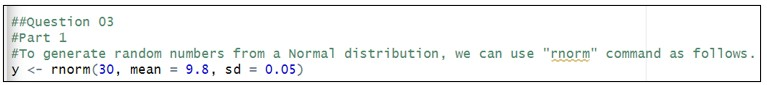 ##Question 03
#Part 1
#To generate random numbers from a Normal distribution, we can use "rnorm" command as follows.
y <- rnorm(30, mean = 9.8, sd = 0.05)